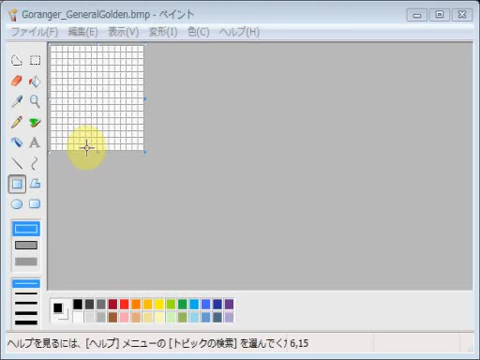 Goranger_GeneralGolden.bmp - ペイント
ファイル(F) 編集(E) 表示(V) 変形(I) 色(C) ヘルプ(H)
A
ヘルプを見るには、[ヘルプ] メニューの [トピックの検索] を選んでく 6,15